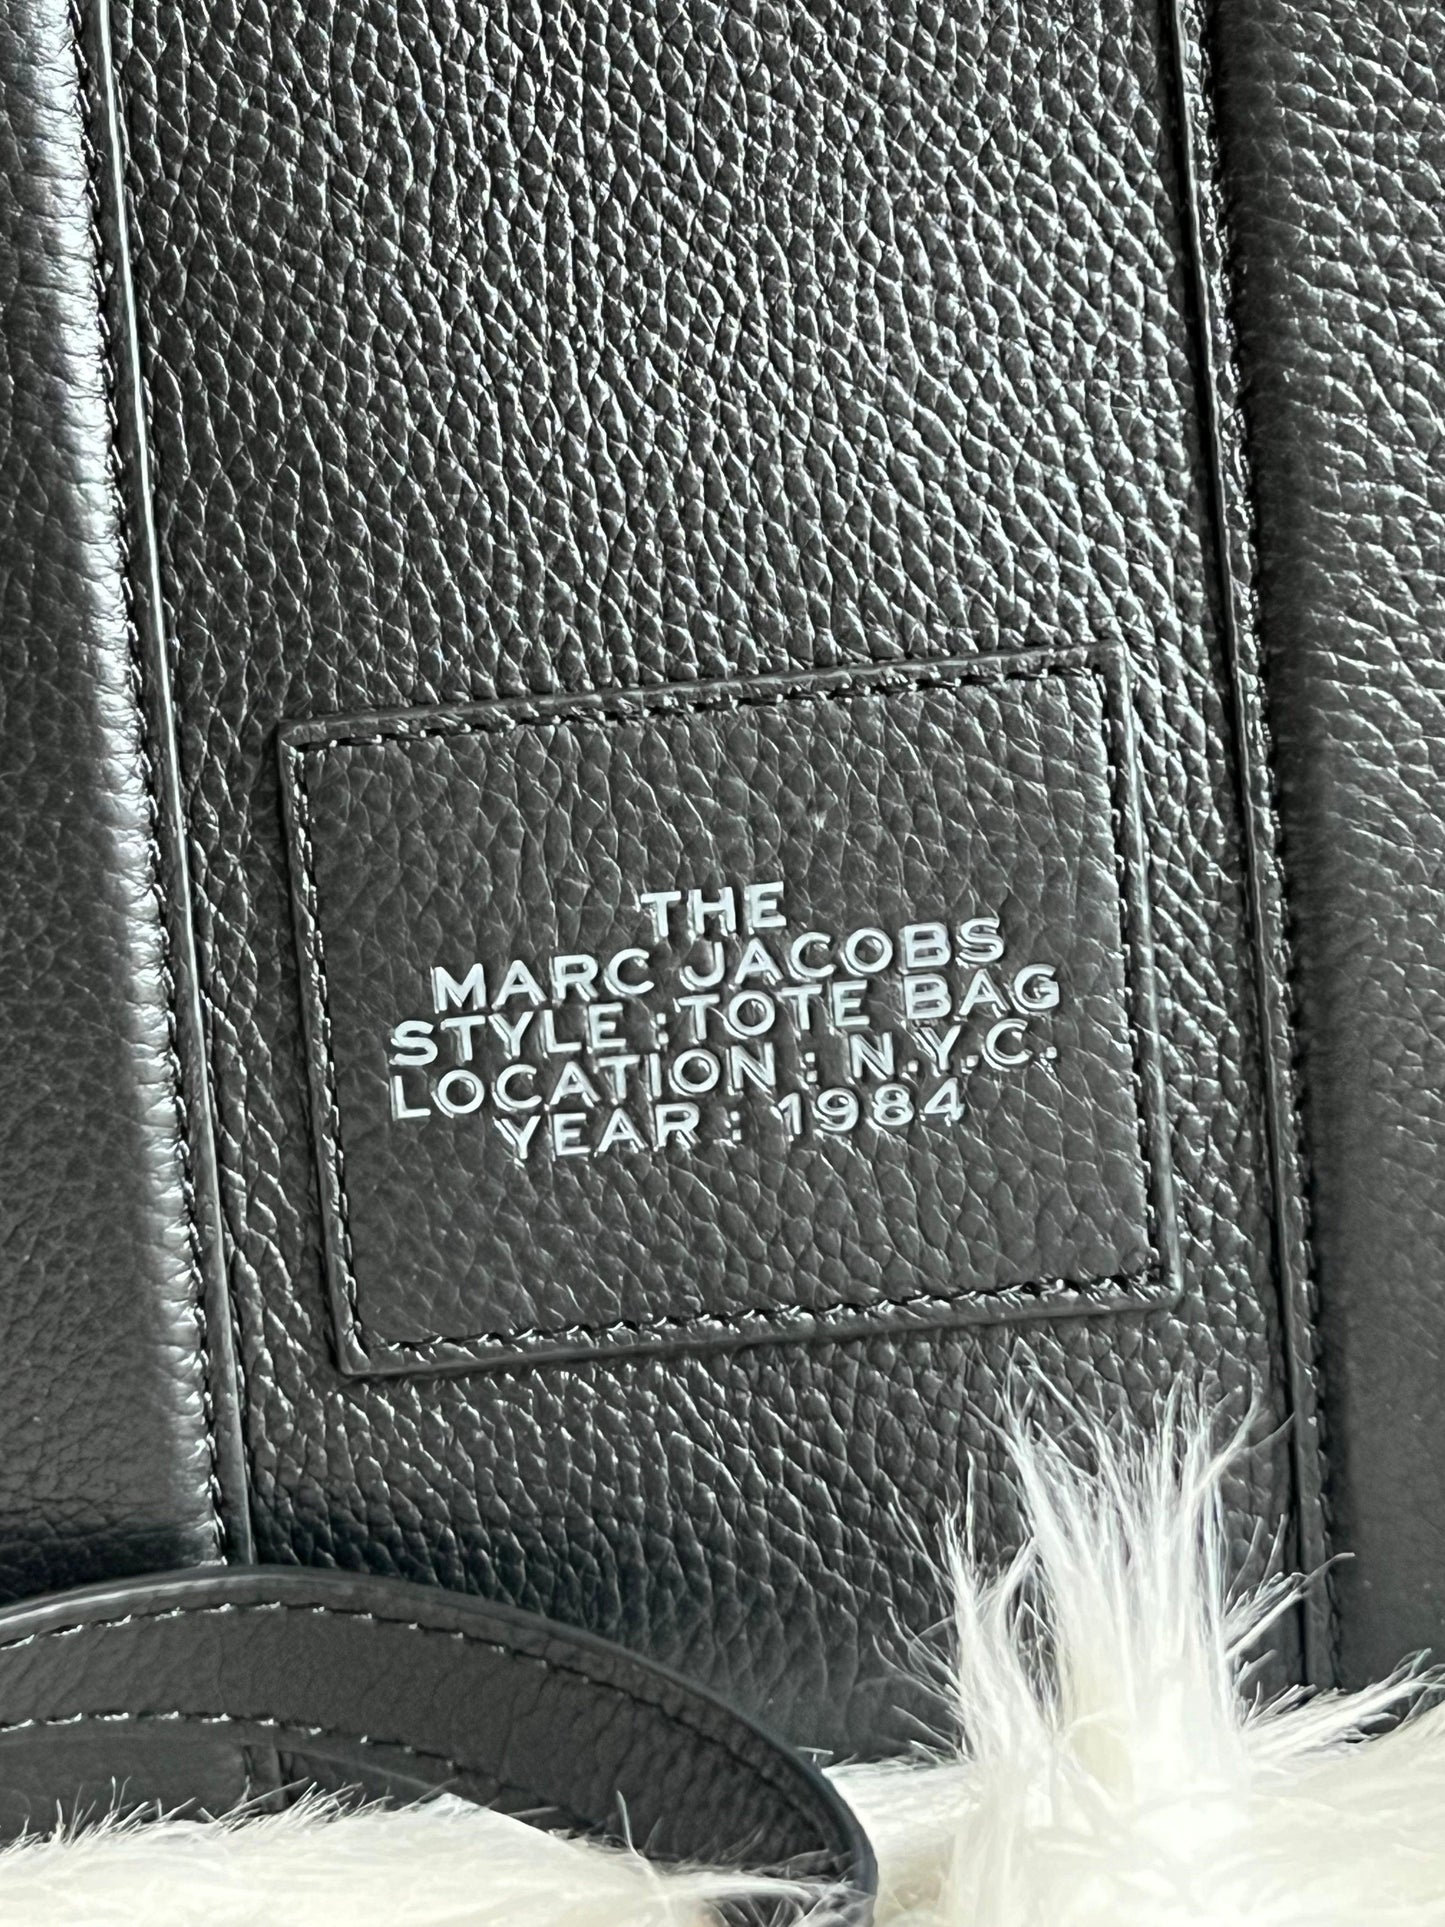 THE
MARC JACOBS
STYLE : TOTE BAG
LOCATION : N.Y.C.
YEAR : 1984